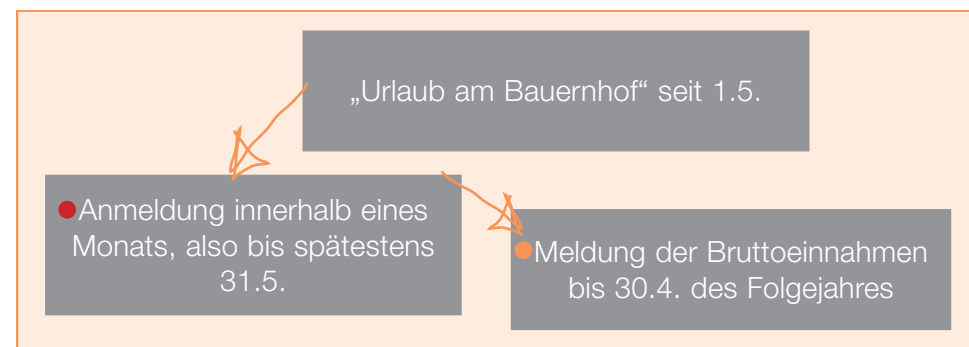 „Urlaub am Bauernhof“ seit 1.5.
Anmeldung innerhalb eines
Monats, also bis spätestens
31.5.
Meldung der Bruttoeinnahmen
bis 30.4. des Folgejahres